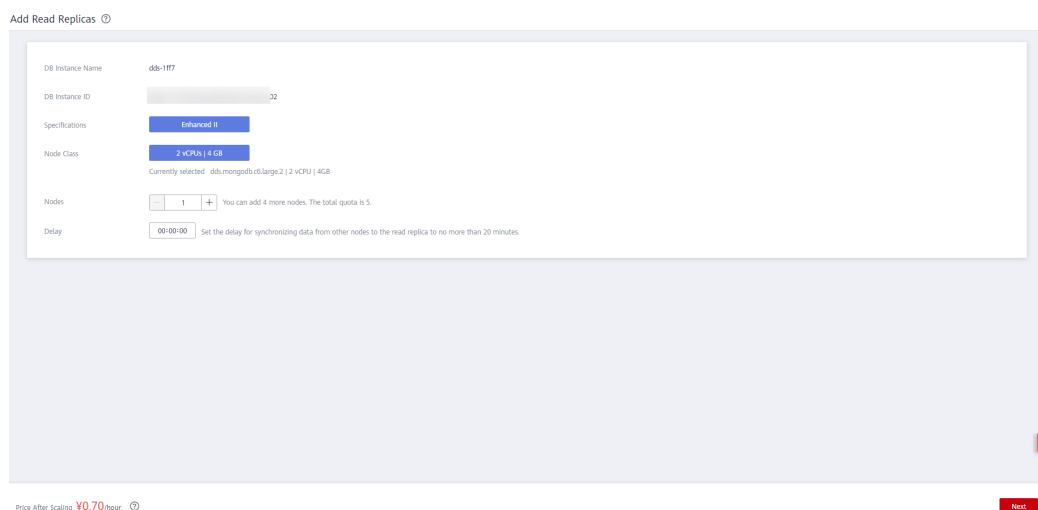 Add Read Replicas ?
DB Instance Name dds-1ff7
DB Instance ID 02
Specifications Enhanced II
Node Class 2 vCPUs | 4 GB
Currently selected dds.mongodb.c6.large.2 | 2 vCPU | 4GB
Nodes − 1 + You can add 4 more nodes. The total quota is 5.
Delay 00:00:00 Set the delay for synchronizing data from other nodes to the read replica to no more than 20 minutes.
Price After Scaling ¥0.70/hour ? Next